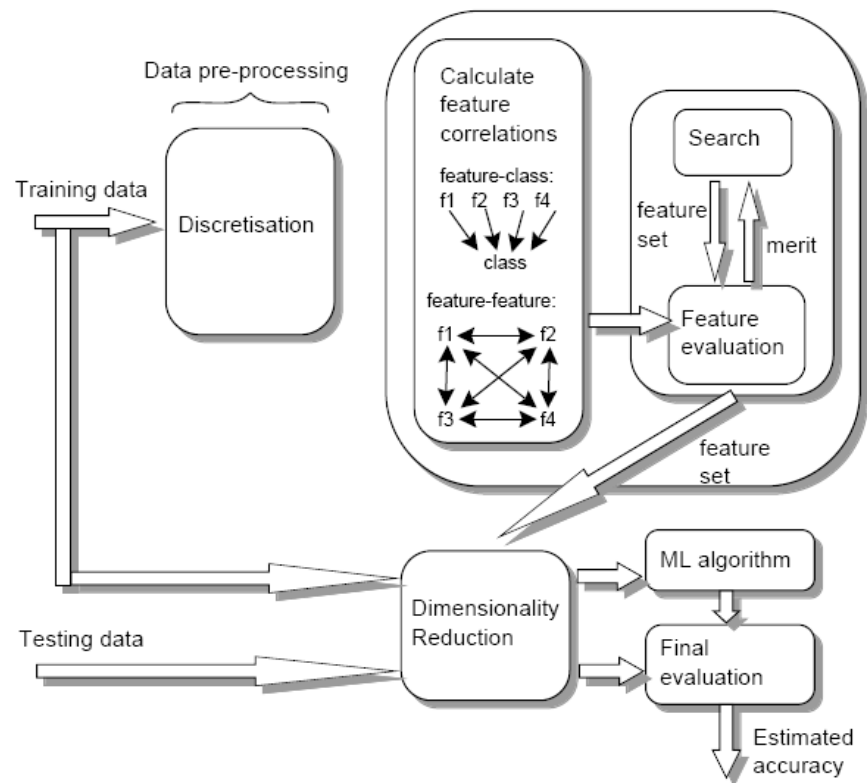 Data pre-processing
Training data
Discretisation
Calculate
feature
correlations
feature-class:
f1 f2 f3 f4
class
feature-feature:
f1 f2
f3 f4
Search
feature
set
merit
Feature
evaluation
feature
set
Testing data
Dimensionality
Reduction
ML algorithm
Final
evaluation
Estimated
accuracy